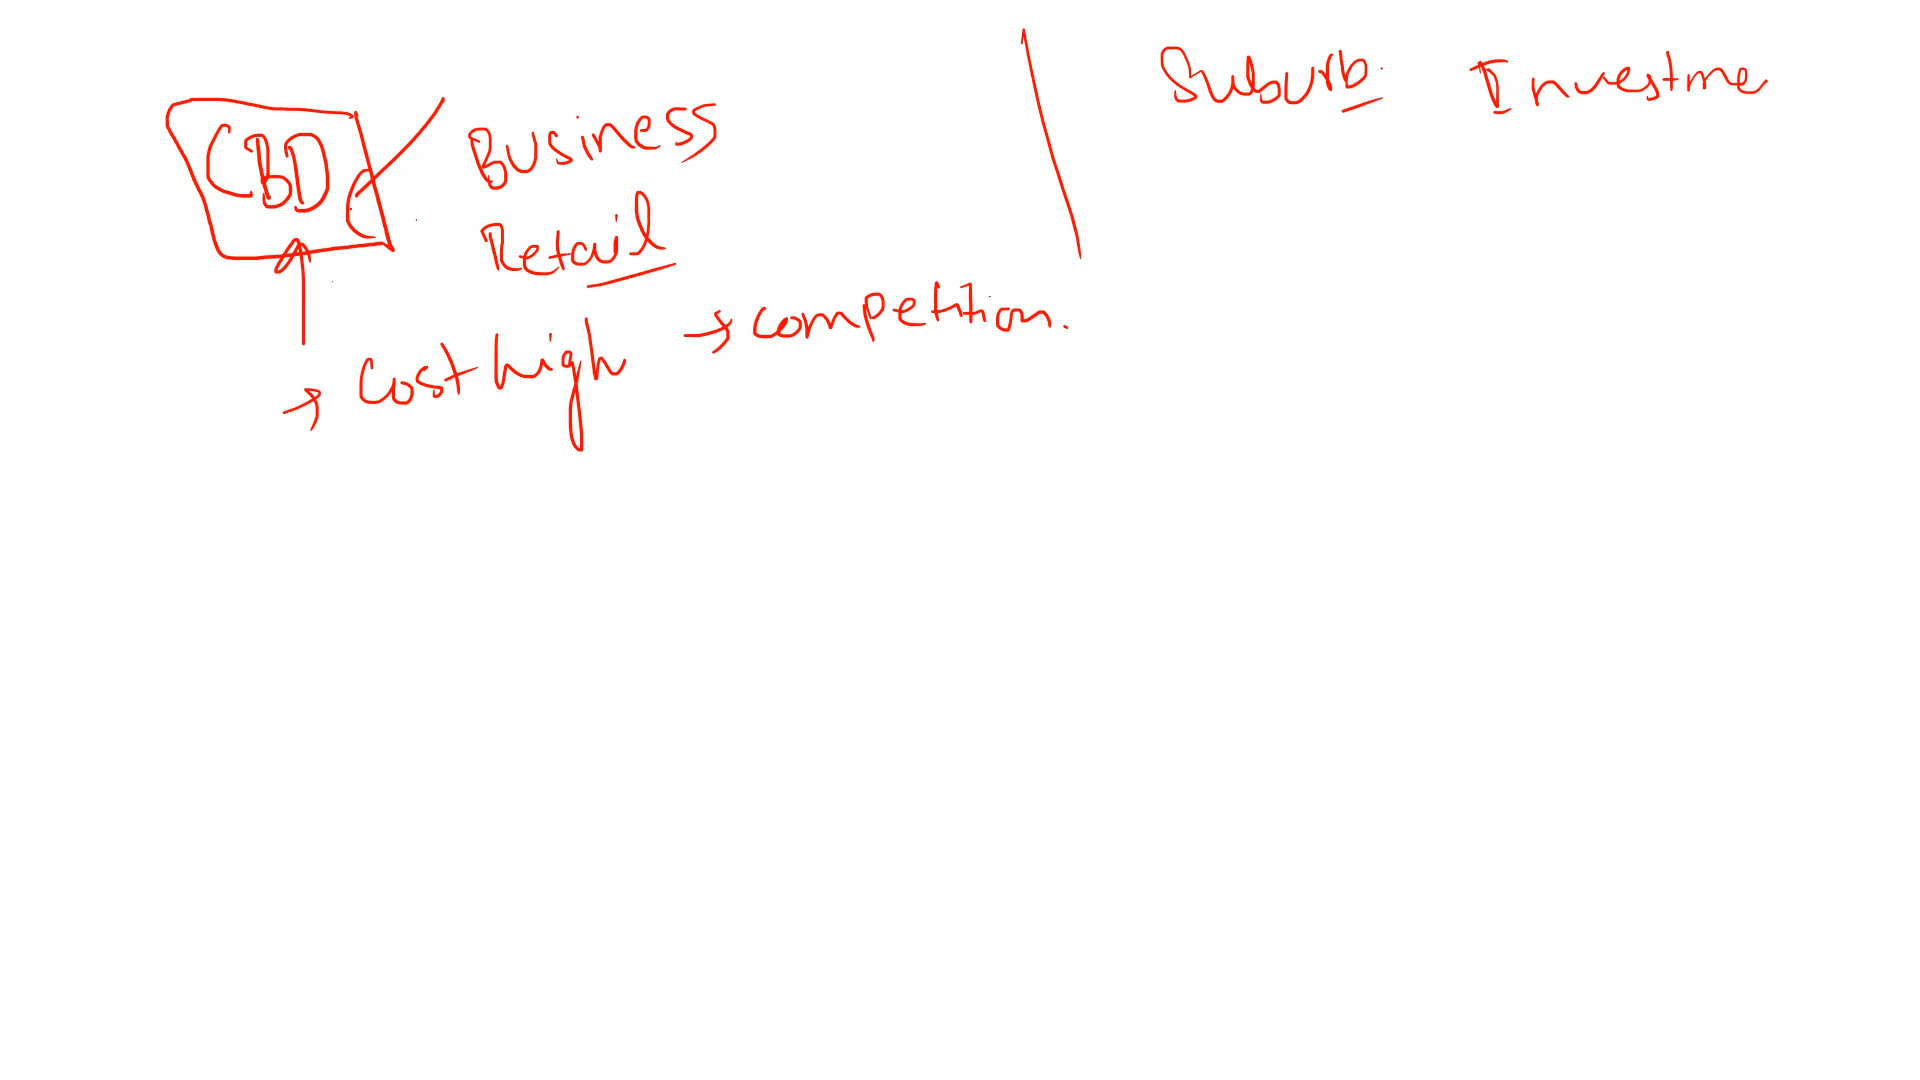 CBD
Business
Retail
→ Cost high → competition.
Suburb. Investme